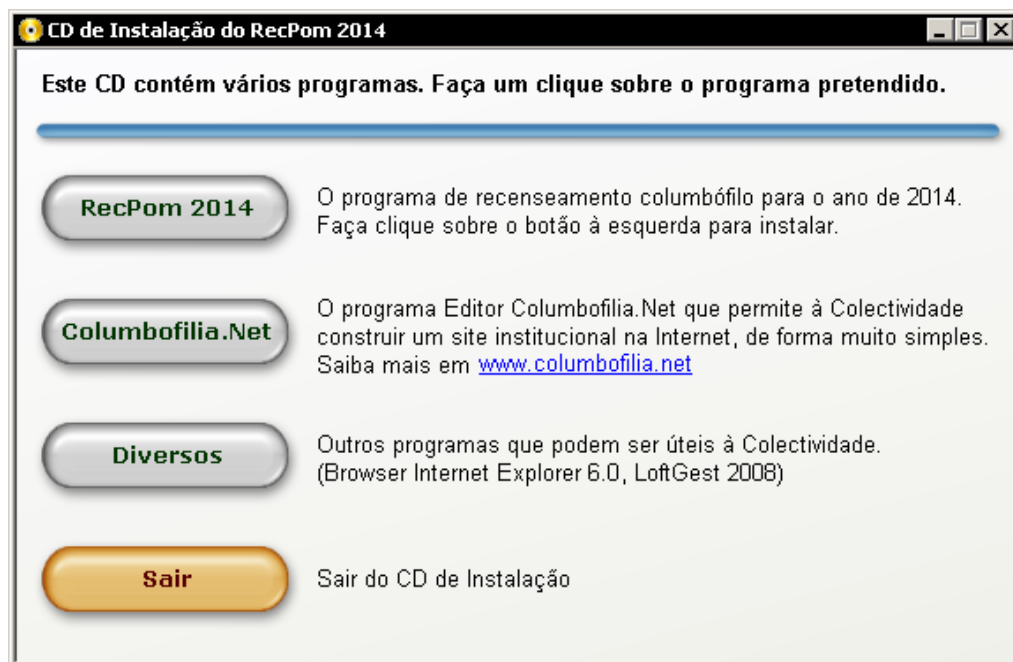 CD de Instalação do RecPom 2014
Este CD contém vários programas. Faça um clique sobre o programa pretendido.
RecPom 2014
O programa de recenseamento columbófilo para o ano de 2014.
Faça clique sobre o botão à esquerda para instalar.
Columbofilia.Net
O programa Editor Columbofilia.Net que permite à Colectividade
construir um site institucional na Internet, de forma muito simples.
Saiba mais em www.columbofilia.net
Diversos
Outros programas que podem ser úteis à Colectividade.
(Browser Internet Explorer 6.0, LoftGest 2008)
Sair
Sair do CD de Instalação